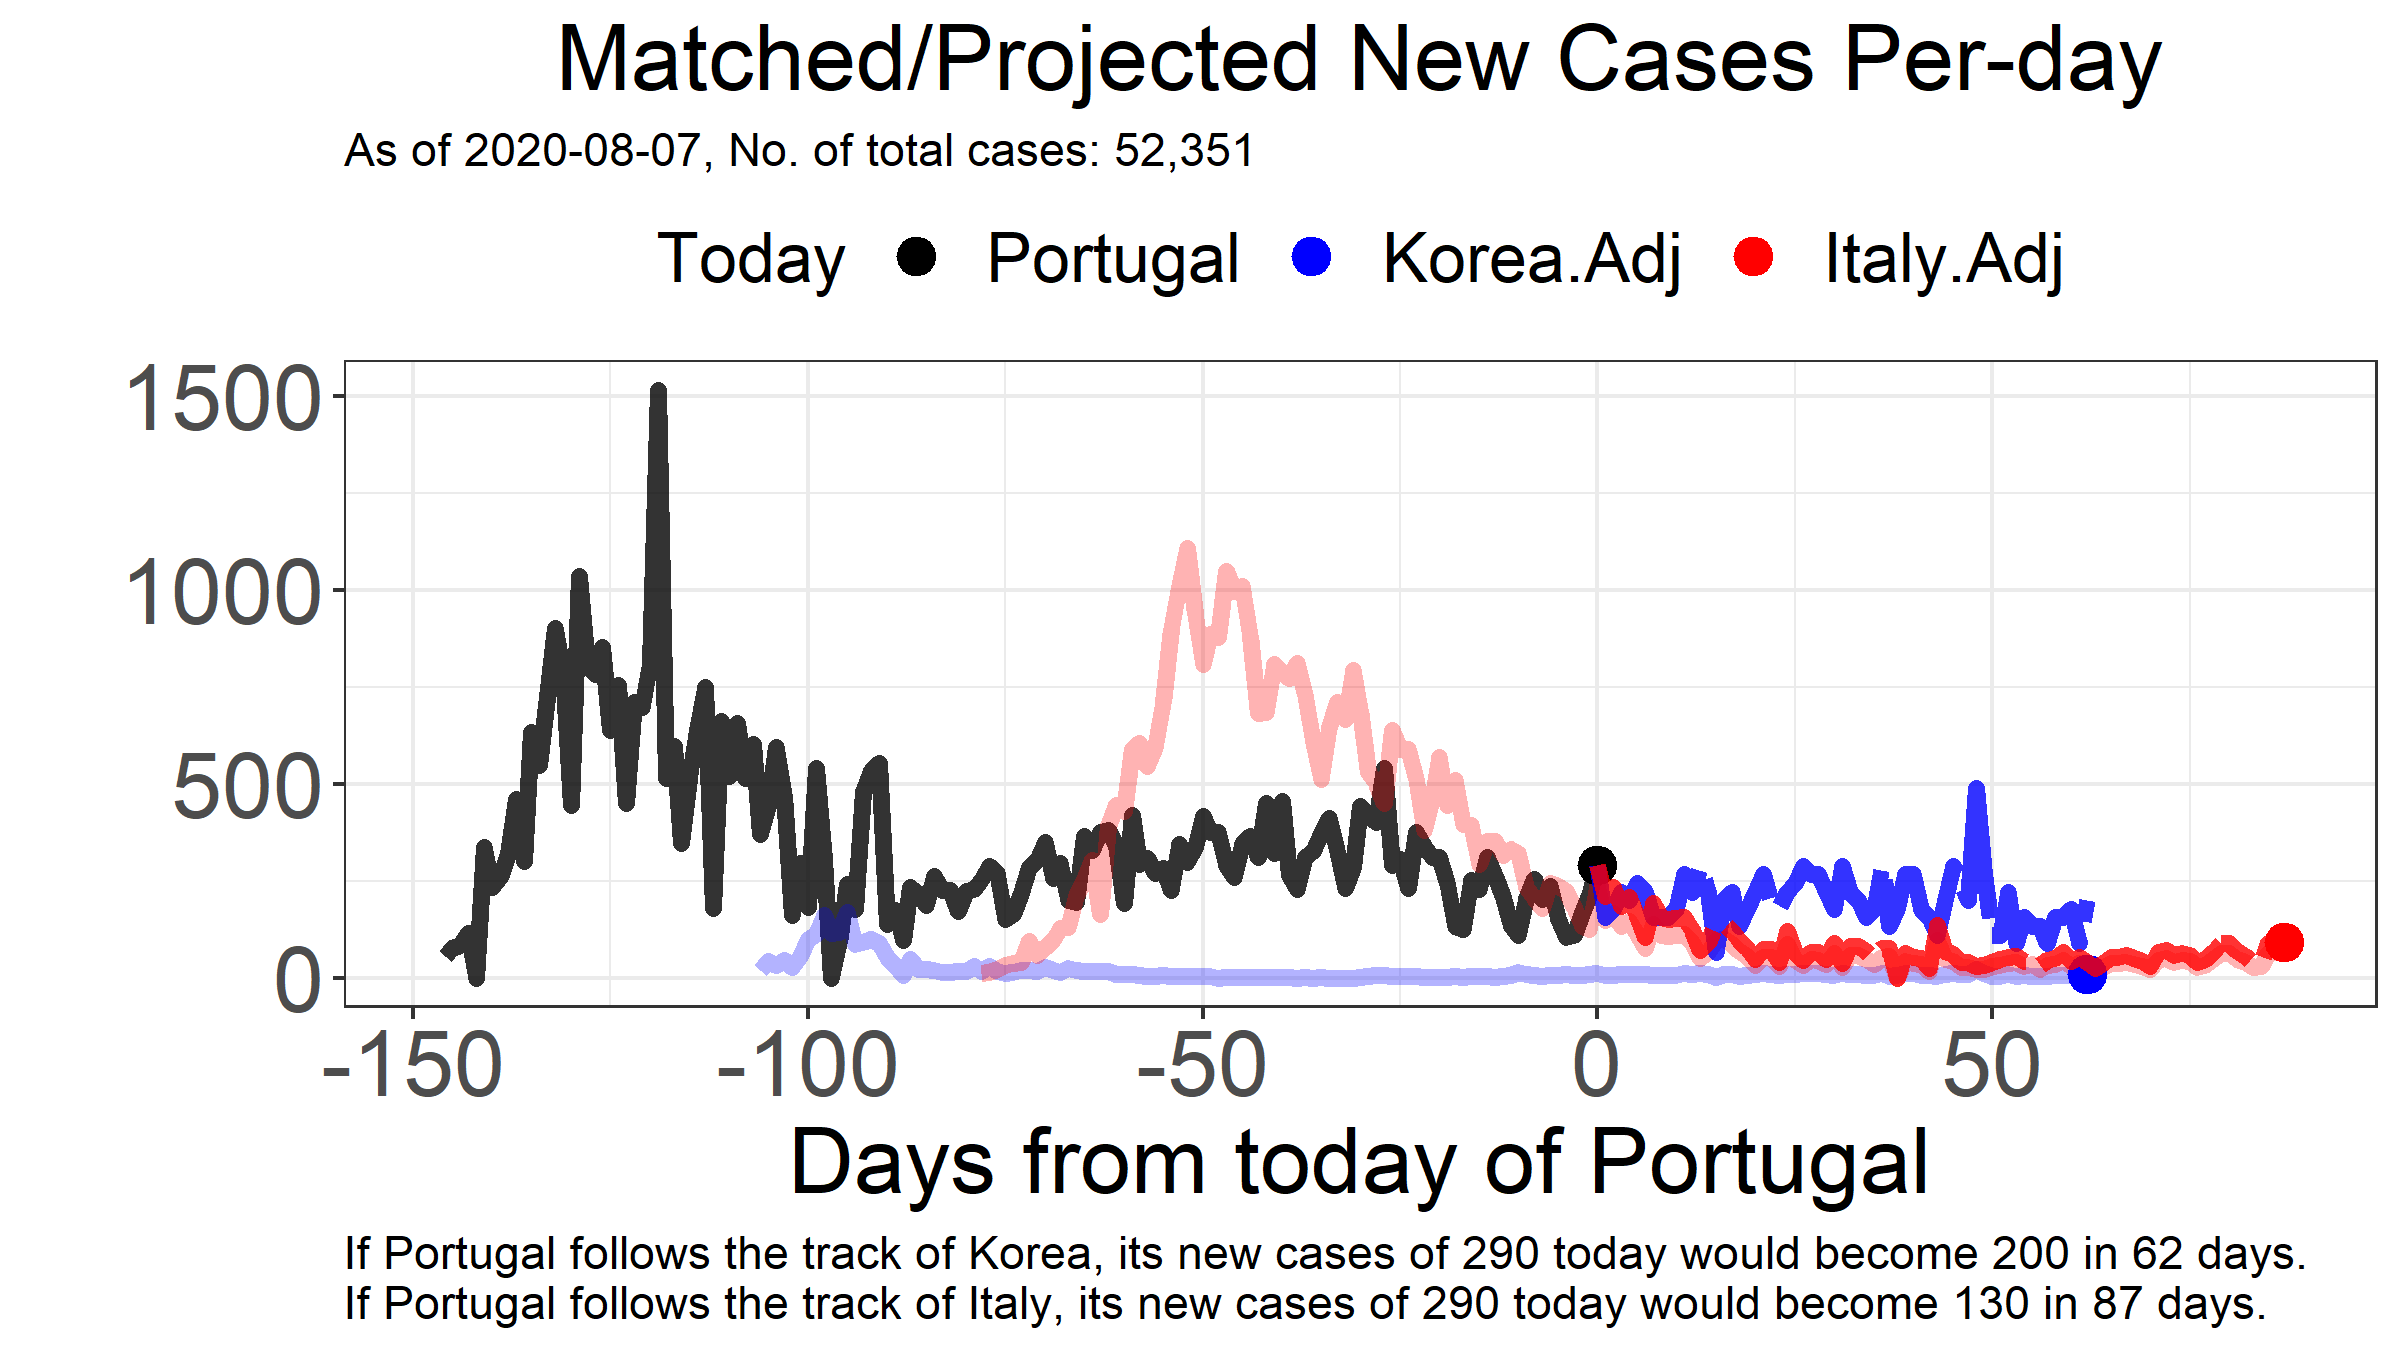 Matched/Projected New Cases Per-day
As of 2020-08-07, No. of total cases: 52,351
Today Portugal Korea.Adj Italy.Adj
1500
1000
500
0
-150 -100 -50 0 50
Days from today of Portugal
If Portugal follows the track of Korea, its new cases of 290 today would become 200 in 62 days.
If Portugal follows the track of Italy, its new cases of 290 today would become 130 in 87 days.